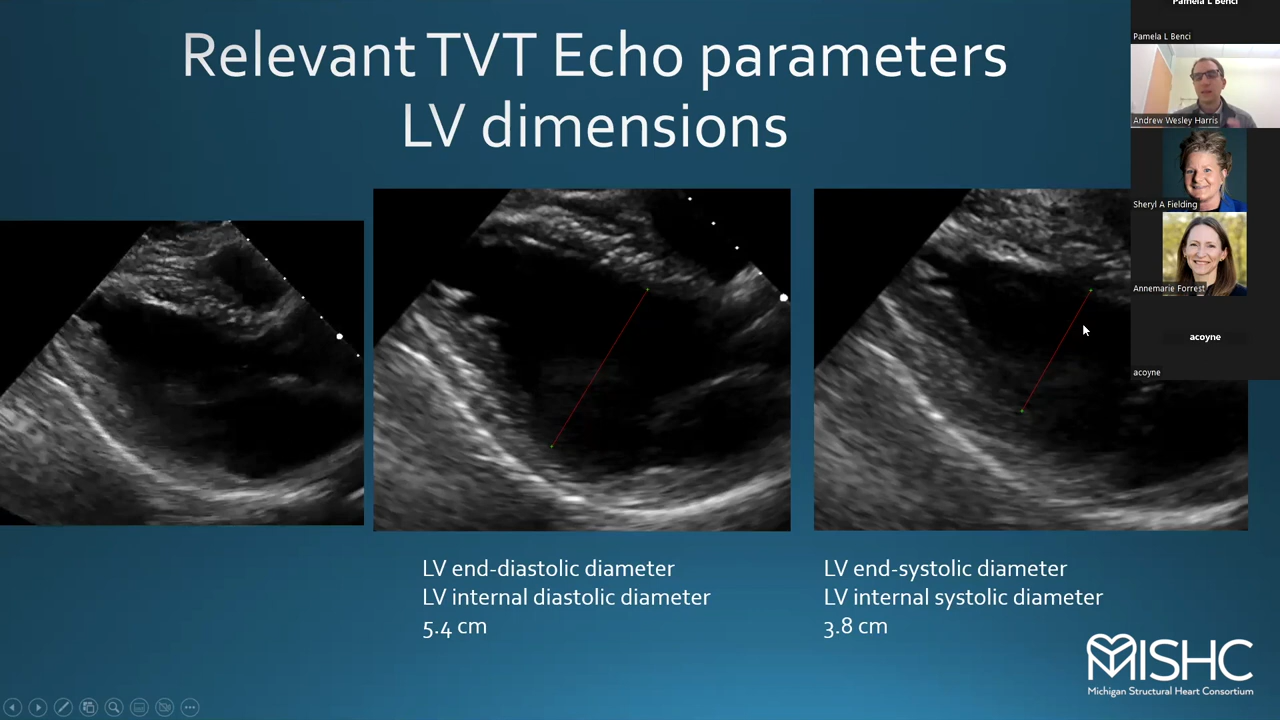 Relevant TVT Echo parameters
LV dimensions
Pamela L Benci
Pamela L Benci
Andrew Wesley Harris
Sheryl A Fielding
Annemarie Forrest
acoyne
acoyne
LV end-diastolic diameter
LV internal diastolic diameter
5.4 cm
LV end-systolic diameter
LV internal systolic diameter
3.8 cm
MISHC
Michigan Structural Heart Consortium